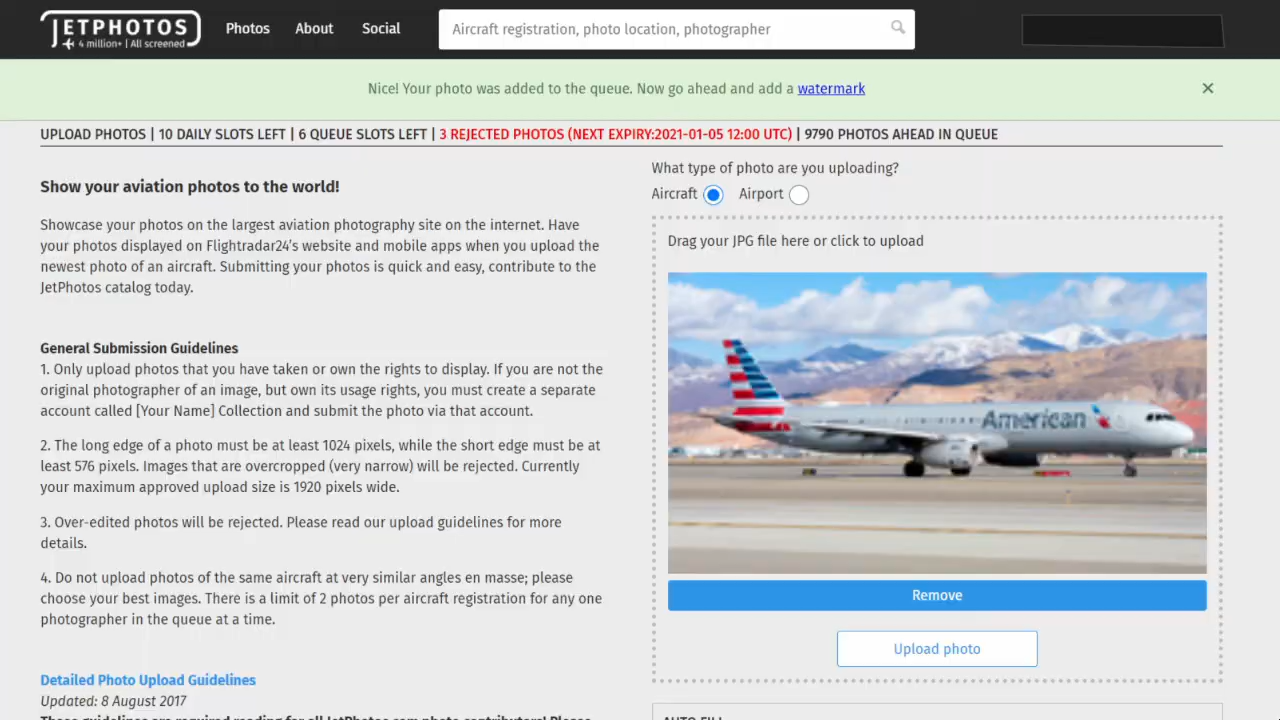 JETPHOTOS
4 million+ | All screened
Photos
About
Social
Aircraft registration, photo location, photographer
Nice! Your photo was added to the queue. Now go ahead and add a watermark
UPLOAD PHOTOS | 10 DAILY SLOTS LEFT | 6 QUEUE SLOTS LEFT | 3 REJECTED PHOTOS (NEXT EXPIRY:2021-01-05 12:00 UTC) | 9790 PHOTOS AHEAD IN QUEUE
Show your aviation photos to the world!
Showcase your photos on the largest aviation photography site on the internet. Have
your photos displayed on Flightradar24's website and mobile apps when you upload the
newest photo of an aircraft. Submitting your photos is quick and easy, contribute to the
JetPhotos catalog today.
General Submission Guidelines
1. Only upload photos that you have taken or own the rights to display. If you are not the
original photographer of an image, but own its usage rights, you must create a separate
account called [Your Name] Collection and submit the photo via that account.
2. The long edge of a photo must be at least 1024 pixels, while the short edge must be at
least 576 pixels. Images that are overcropped (very narrow) will be rejected. Currently
your maximum approved upload size is 1920 pixels wide.
3. Over-edited photos will be rejected. Please read our upload guidelines for more
details.
4. Do not upload photos of the same aircraft at very similar angles en masse; please
choose your best images. There is a limit of 2 photos per aircraft registration for any one
photographer in the queue at a time.
Detailed Photo Upload Guidelines
Updated: 8 August 2017
These guidelines are required reading for all JetPhotos.com photo contributors! Please
What type of photo are you uploading?
Aircraft
Airport
Drag your JPG file here or click to upload
American
Remove
Upload photo
AUTO FILL